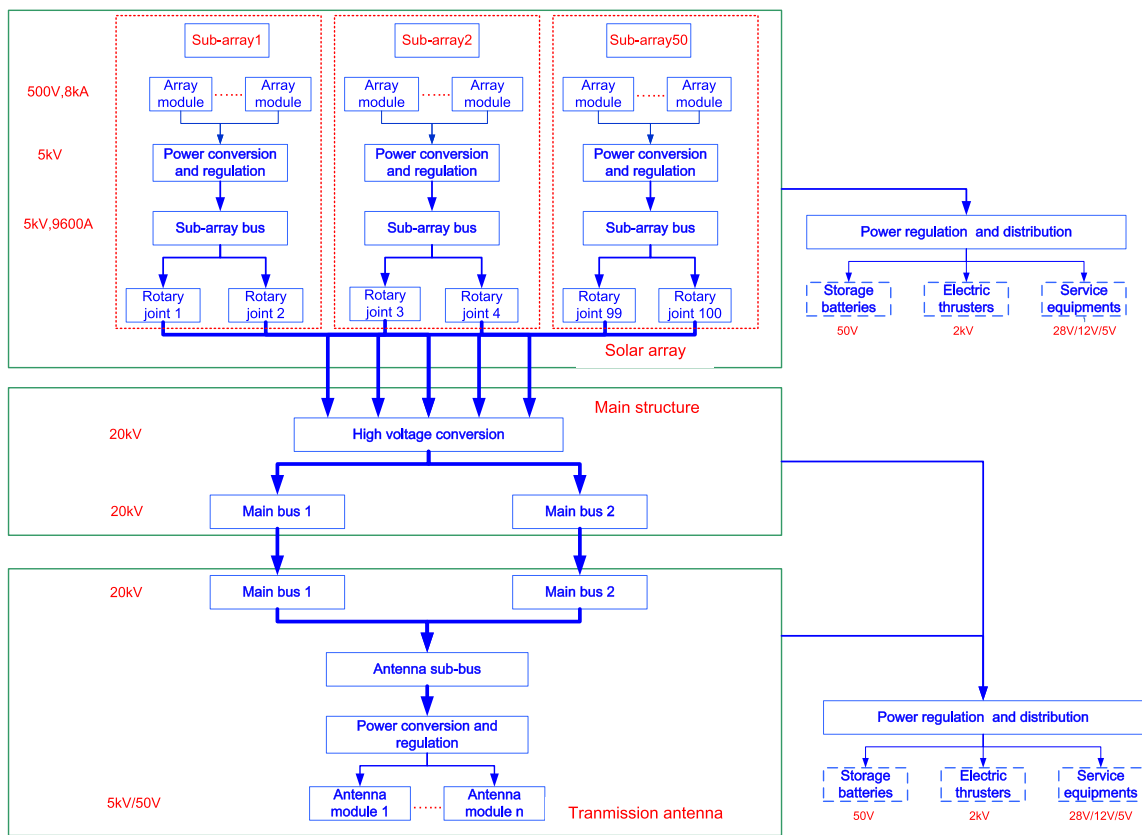 Sub-array1
Sub-array2
Sub-array50
500V,8kA
Array
module
......
Array
module
Array
module
......
Array
module
Array
module
......
Array
module
5kV
Power conversion
and regulation
Power conversion
and regulation
Power conversion
and regulation
5kV,9600A
Sub-array bus
Sub-array bus
Sub-array bus
Rotary
joint 1
Rotary
joint 2
Rotary
joint 3
Rotary
joint 4
Rotary
joint 99
Rotary
joint 100
Solar array
Power regulation and distribution
Storage
batteries
Electric
thrusters
Service
equipments
50V
2kV
28V/12V/5V
Main structure
20kV
High voltage conversion
20kV
Main bus 1
Main bus 2
20kV
Main bus 1
Main bus 2
Antenna sub-bus
Power conversion and
regulation
5kV/50V
Antenna
module 1
......
Antenna
module n
Tranmission antenna
Power regulation and distribution
Storage
batteries
Electric
thrusters
Service
equipments
50V
2kV
28V/12V/5V